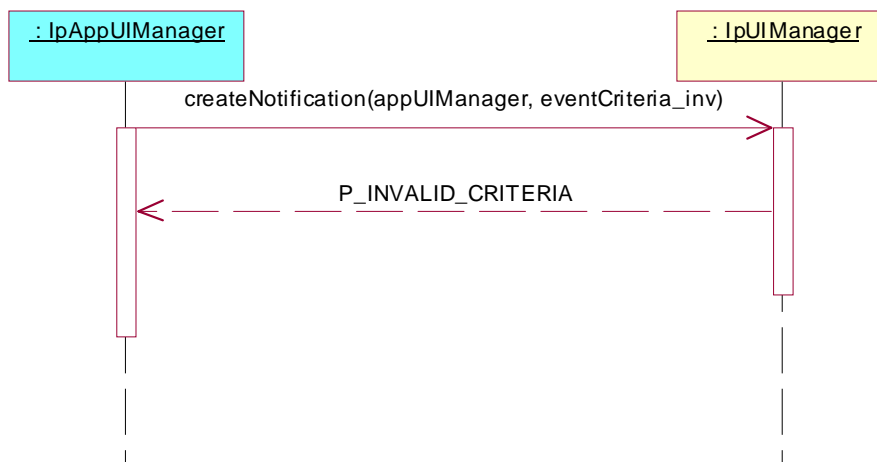 : IpAppUIManager
: IpUIManager
createNotification(appUIManager, eventCriteria_inv)
P_INVALID_CRITERIA